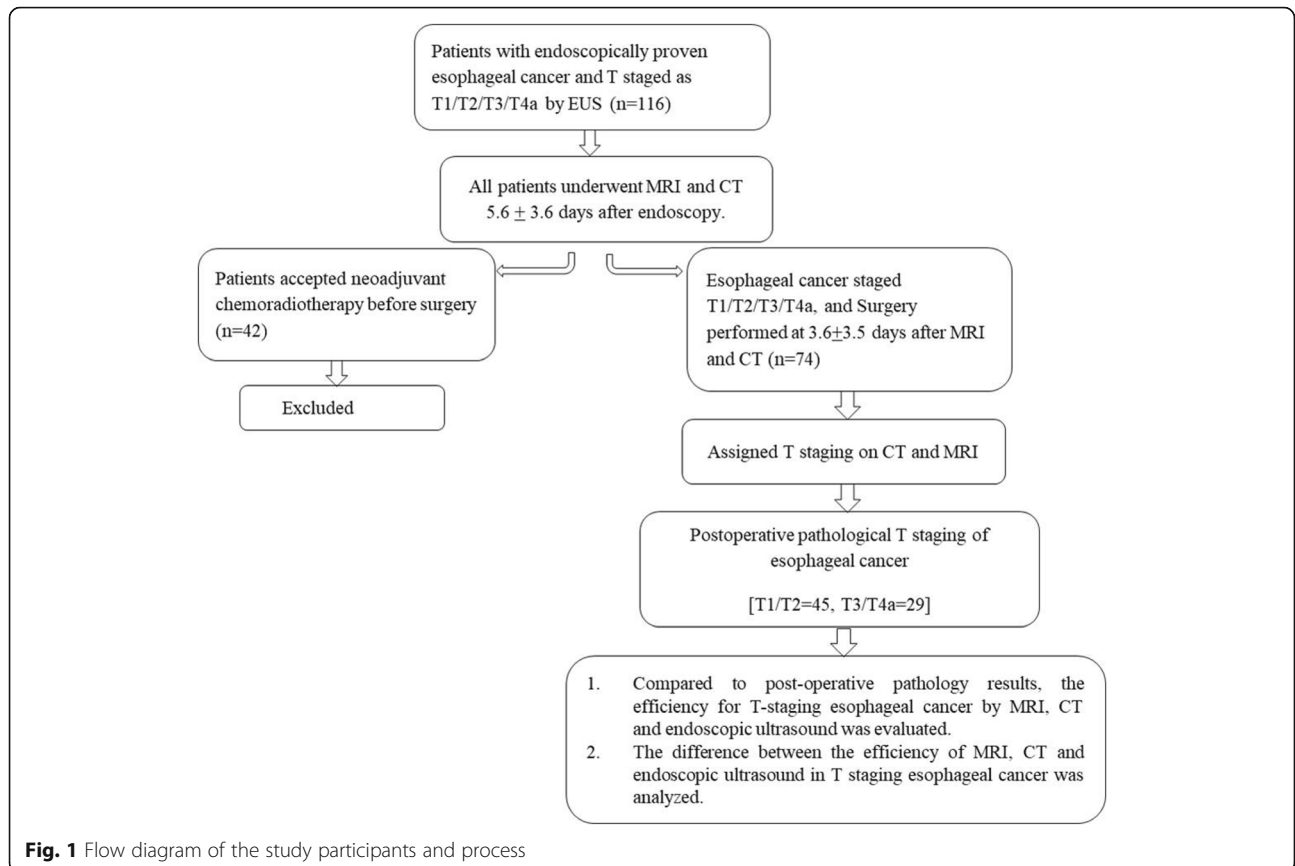 Patients with endoscopically proven
esophageal cancer and T staged as
T1/T2/T3/T4a by EUS (n=116)
All patients underwent MRI and CT
5.6 ± 3.6 days after endoscopy.
Patients accepted neoadjuvant
chemoradiotherapy before surgery
(n=42)
Excluded
Esophageal cancer staged
T1/T2/T3/T4a, and Surgery
performed at 3.6±3.5 days after MRI
and CT (n=74)
Assigned T staging on CT and MRI
Postoperative pathological T staging of
esophageal cancer
[T1/T2=45, T3/T4a=29]
1. Compared to post-operative pathology results, the
efficiency for T-staging esophageal cancer by MRI, CT
and endoscopic ultrasound was evaluated.
2. The difference between the efficiency of MRI, CT and
endoscopic ultrasound in T staging esophageal cancer was
analyzed.
Fig. 1 Flow diagram of the study participants and process